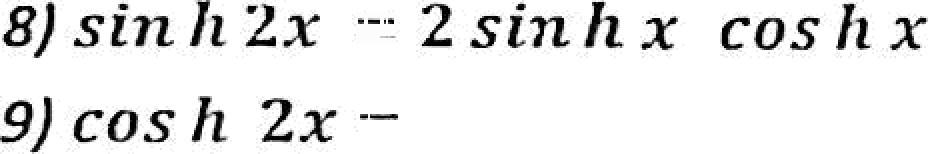 8) sin h 2x = 2 sin h x cos h x
9) cos h 2x =